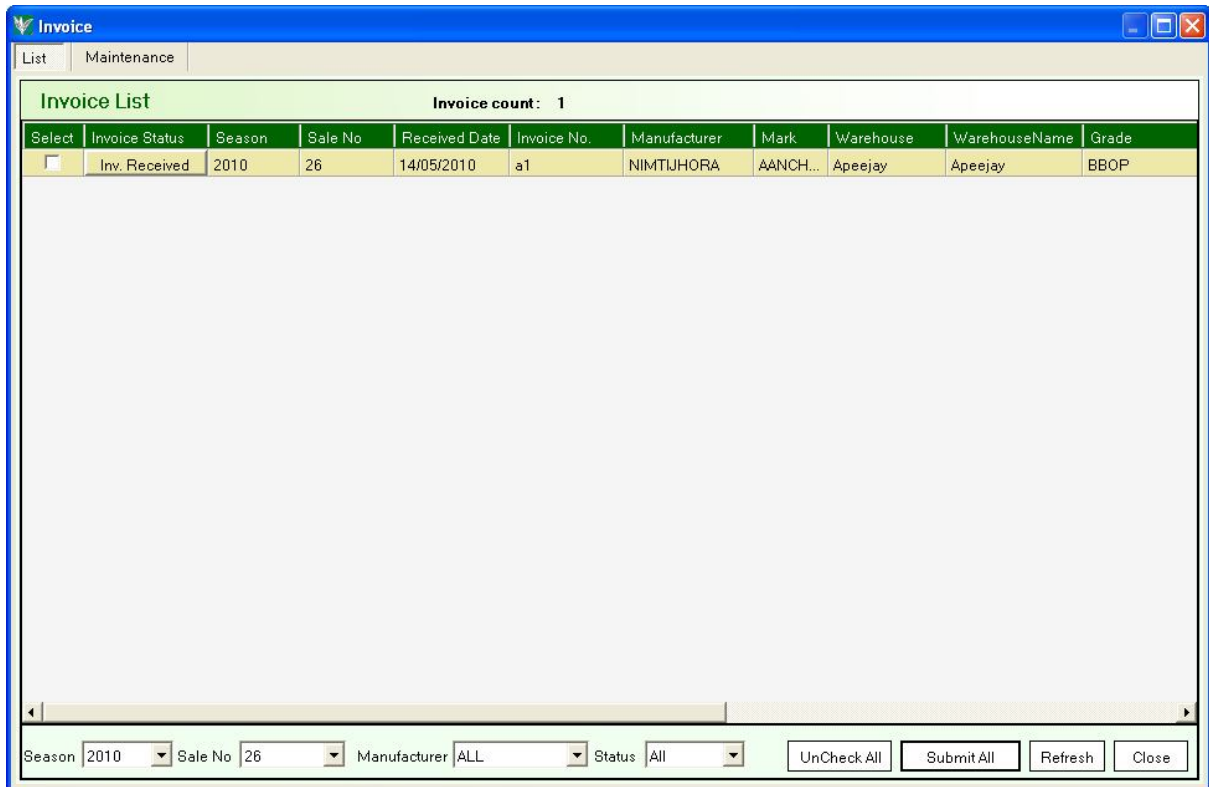 Invoice
List Maintenance
Invoice List Invoice count: 1
Select Invoice Status Season Sale No Received Date Invoice No. Manufacturer Mark Warehouse WarehouseName Grade
Inv. Received 2010 26 14/05/2010 a1 NIMTIJHORA AANCH... Apeejay Apeejay BBOP
Season 2010 Sale No 26 Manufacturer ALL Status All UnCheck All Submit All Refresh Close